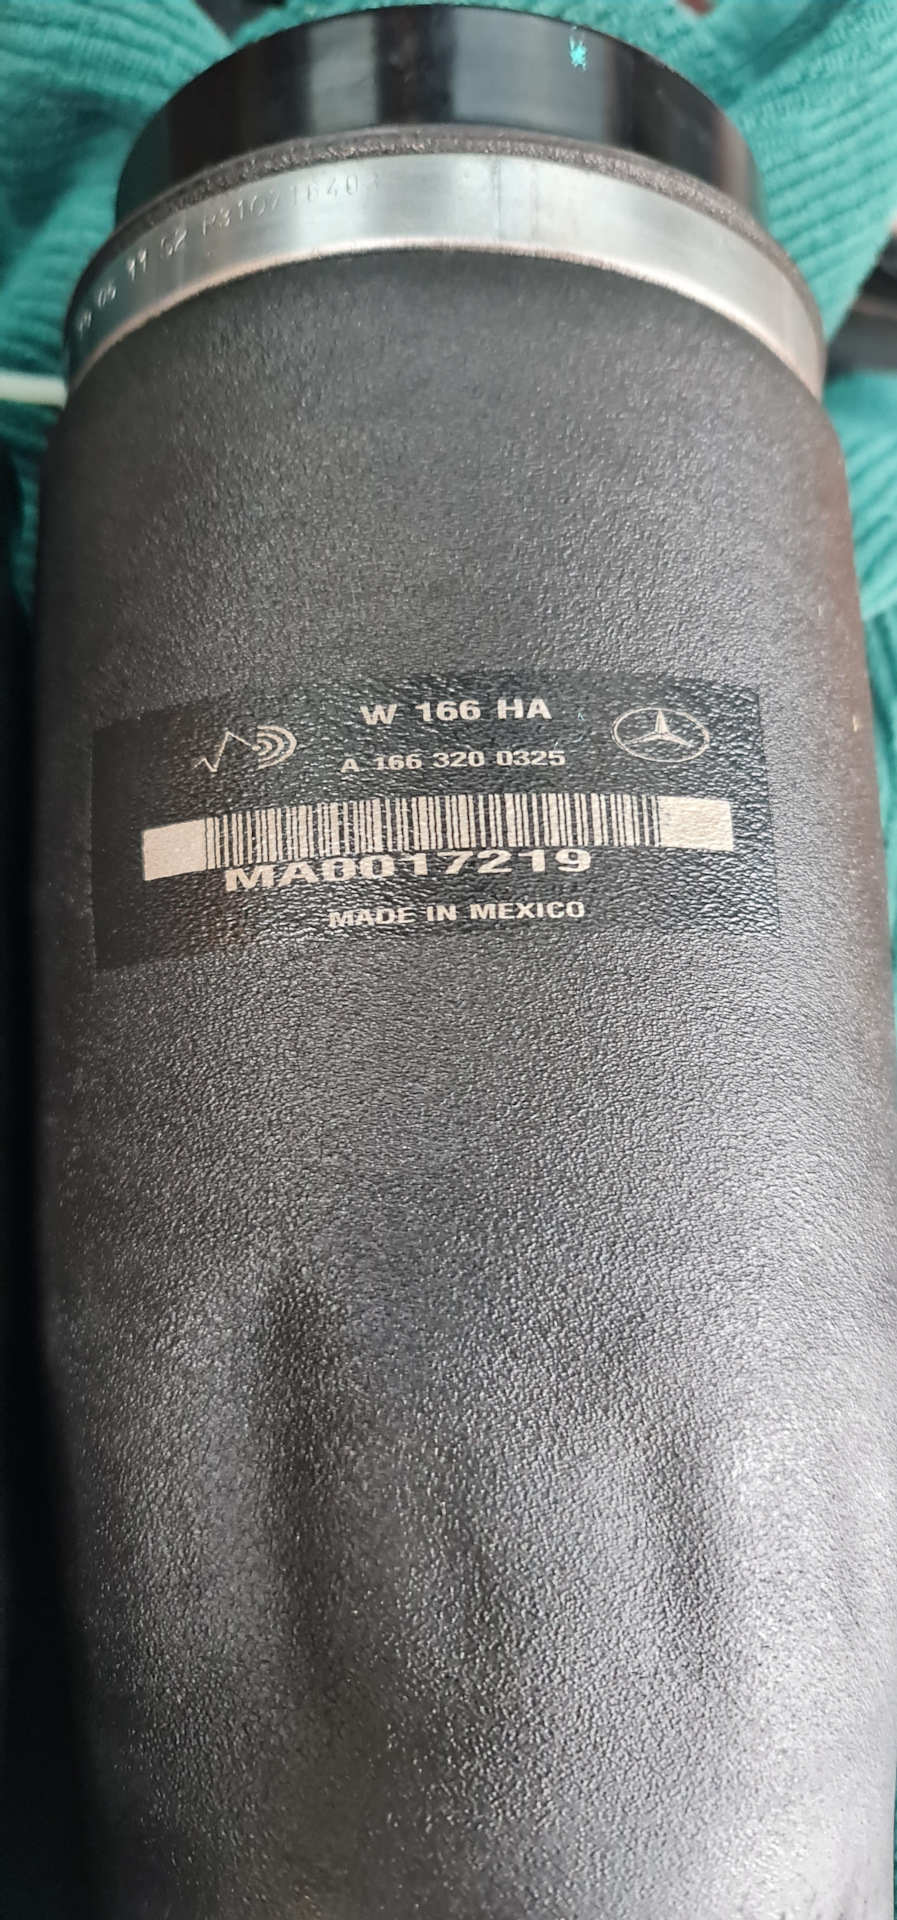 W 166 HA
A 166 320 0325
MA0017219
MADE IN MEXICO